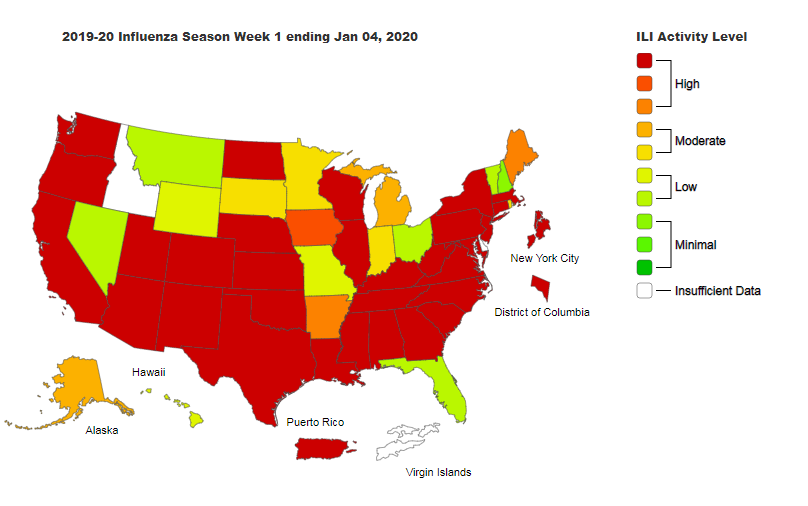 2019-20 Influenza Season Week 1 ending Jan 04, 2020
ILI Activity Level
High
Moderate
Low
Minimal
Insufficient Data
New York City
District of Columbia
Hawaii
Alaska
Puerto Rico
Virgin Islands